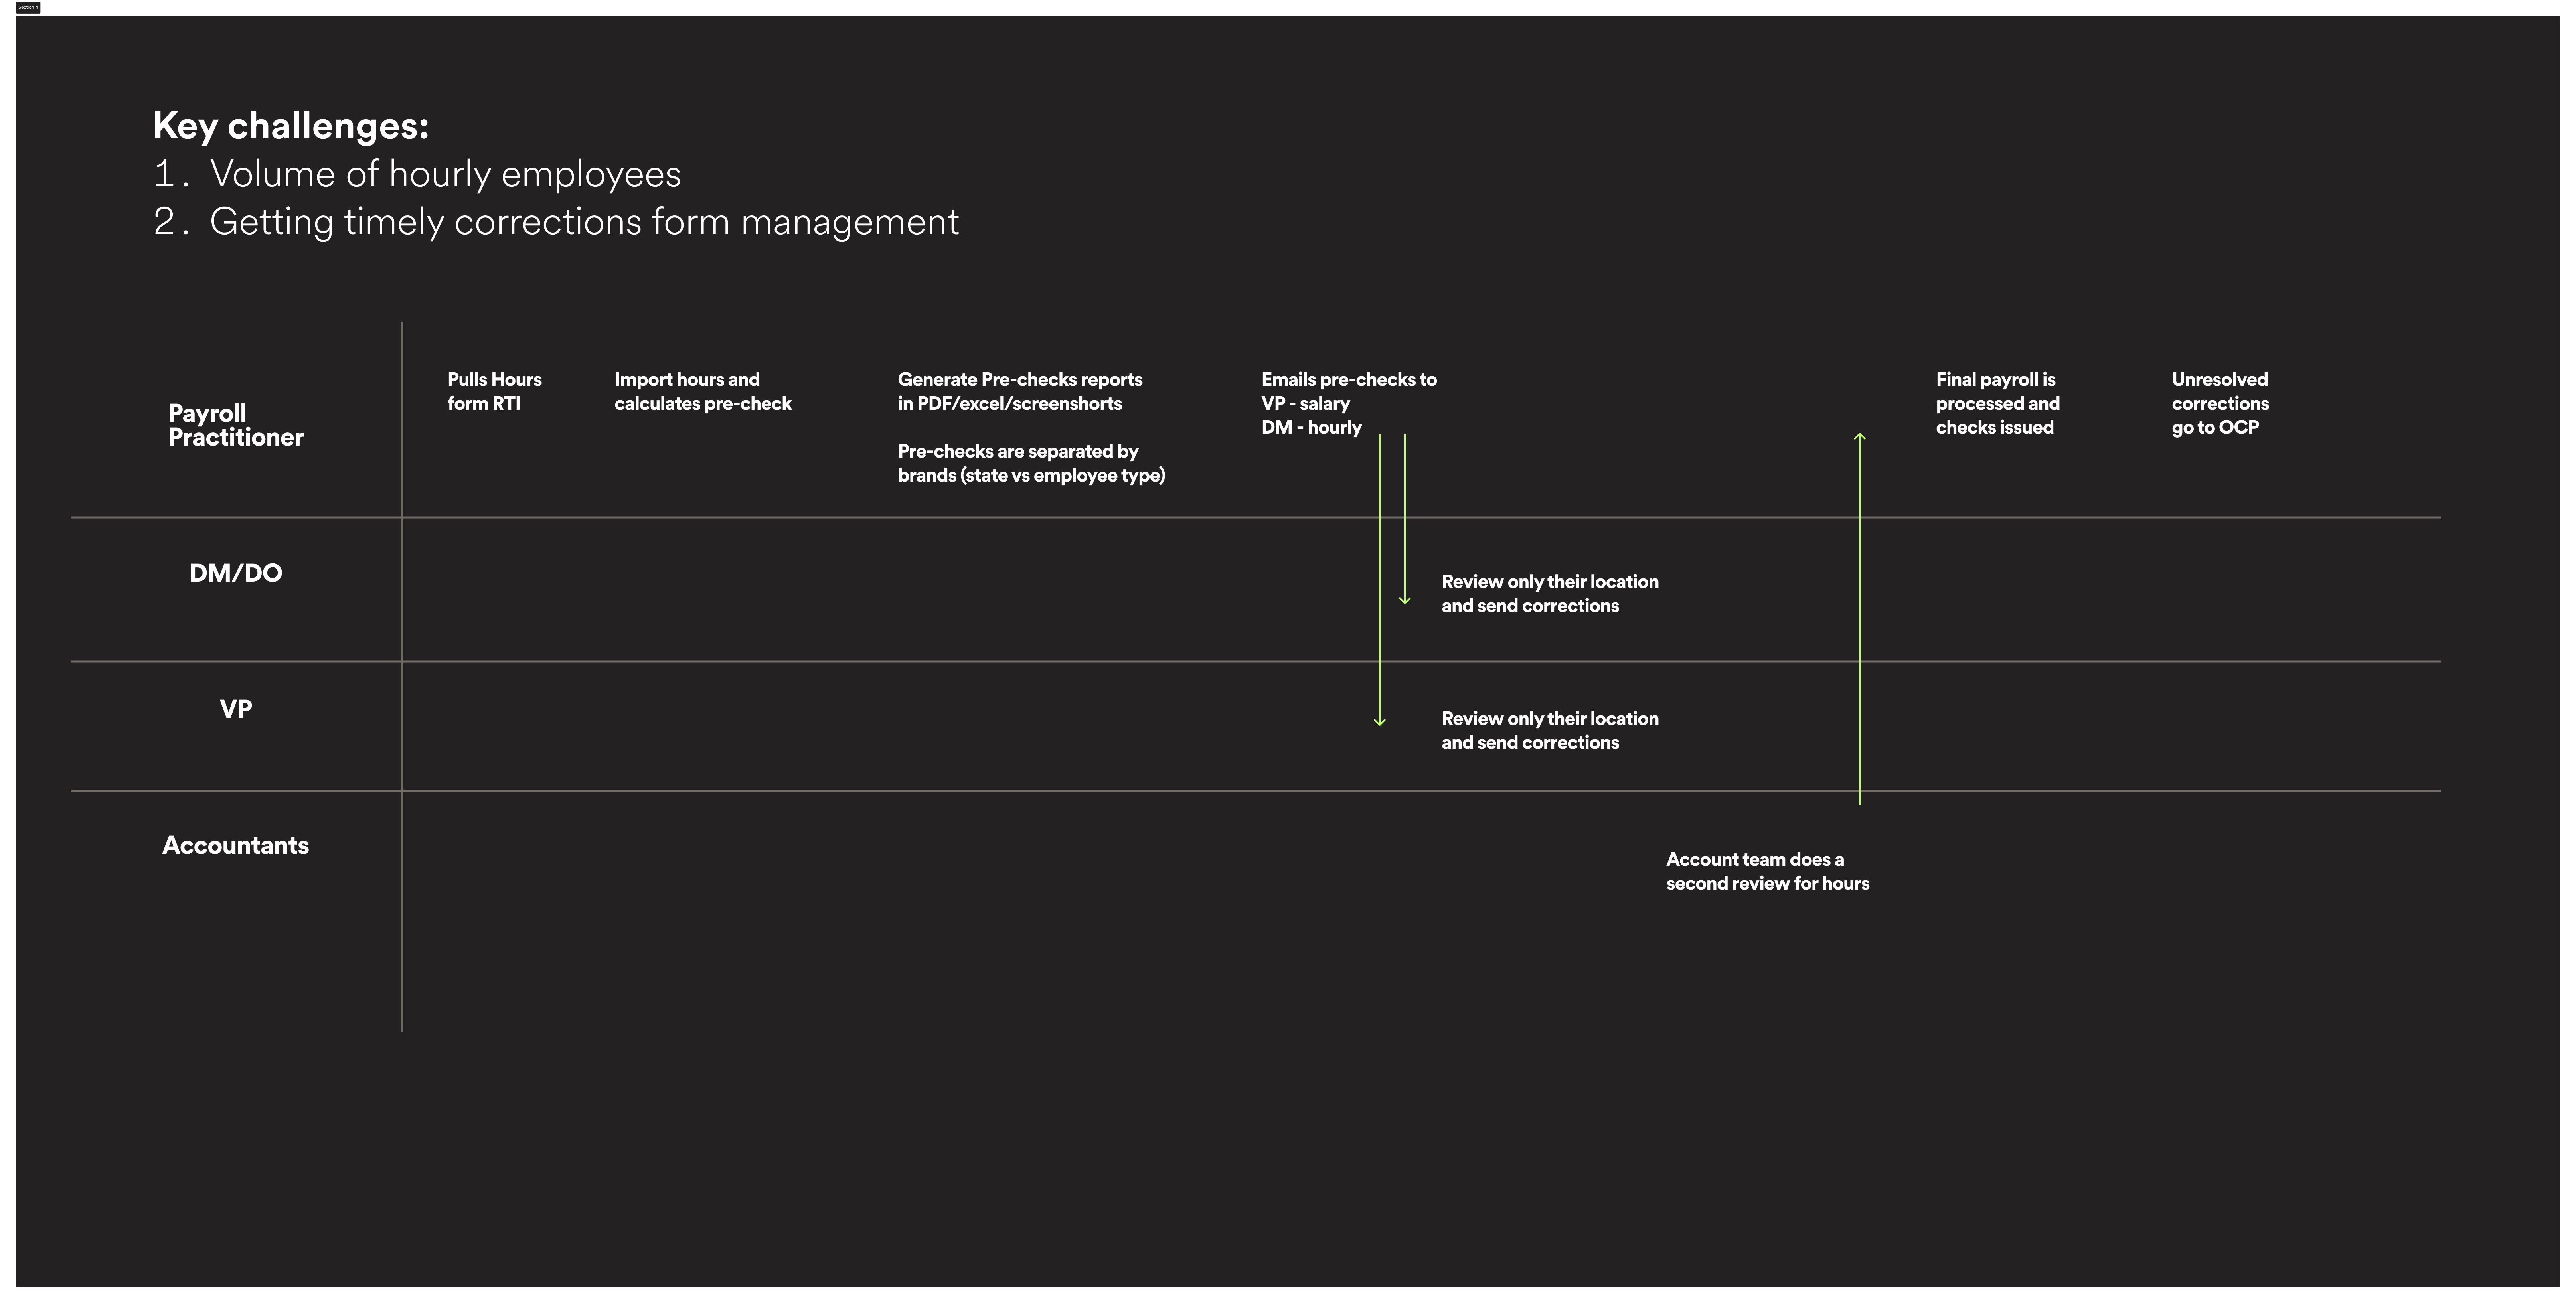 Section 4
Key challenges:
1. Volume of hourly employees
2. Getting timely corrections form management
Payroll
Practitioner
Pulls Hours
form RTI
Import hours and
calculates pre-check
Generate Pre-checks reports
in PDF/excel/screenshorts
Pre-checks are separated by
brands (state vs employee type)
Emails pre-checks to
VP - salary
DM - hourly
Final payroll is
processed and
checks issued
Unresolved
corrections
go to OCP
DM/DO
Review only their location
and send corrections
VP
Review only their location
and send corrections
Accountants
Account team does a
second review for hours